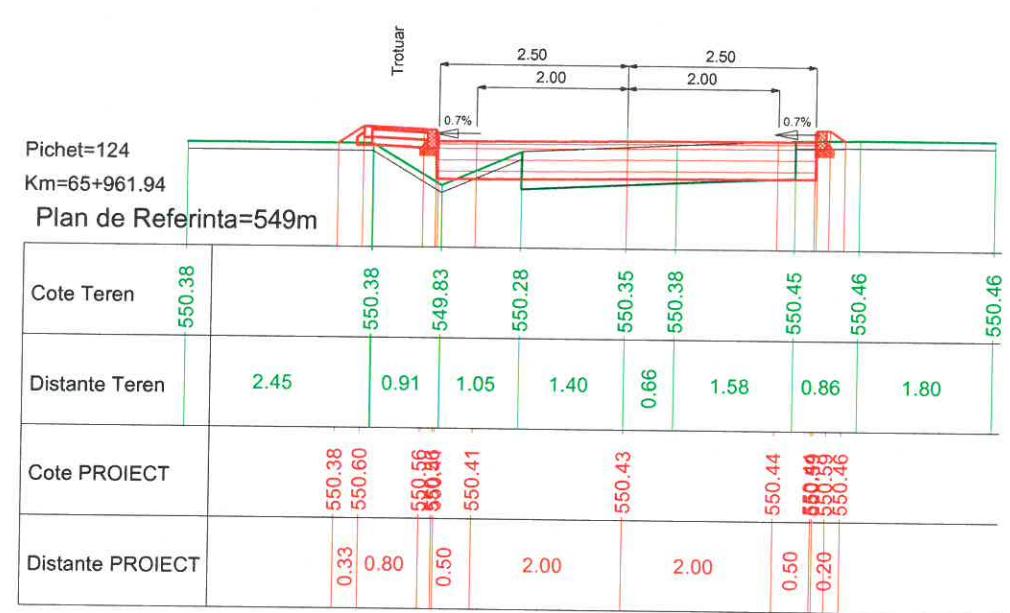 Trotuar
2.50 2.50
2.00 2.00
0.7% 0.7%
Pichet=124
Km=65+961.94
Plan de Referinta=549m
Cote Teren 550.38 550.38 549.83 550.28 550.35 550.38 550.45 550.46 550.46
Distante Teren 2.45 0.91 1.05 1.40 0.66 1.58 0.86 1.80
Cote PROIECT 550.38 550.60 550.56 550.41 550.43 550.44 550.59 550.46
Distante PROIECT 0.33 0.80 0.50 2.00 2.00 0.50 0.20